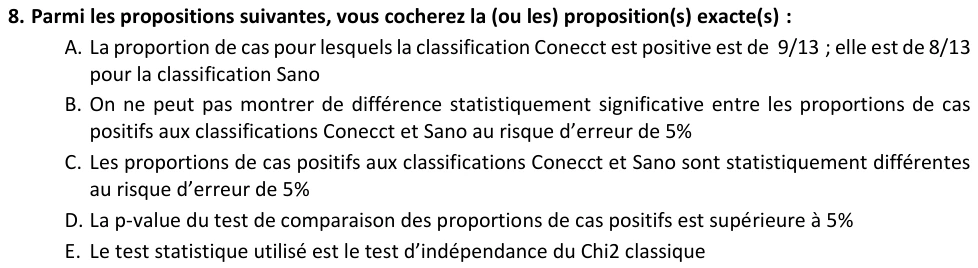 8. Parmi les propositions suivantes, vous cocherez la (ou les) proposition(s) exacte(s) :
A. La proportion de cas pour lesquels la classification Conecct est positive est de 9/13 ; elle est de 8/13
pour la classification Sano
B. On ne peut pas montrer de différence statistiquement significative entre les proportions de cas
positifs aux classifications Conecct et Sano au risque d’erreur de 5%
C. Les proportions de cas positifs aux classifications Conecct et Sano sont statistiquement différentes
au risque d’erreur de 5%
D. La p-value du test de comparaison des proportions de cas positifs est supérieure à 5%
E. Le test statistique utilisé est le test d’indépendance du Chi2 classique